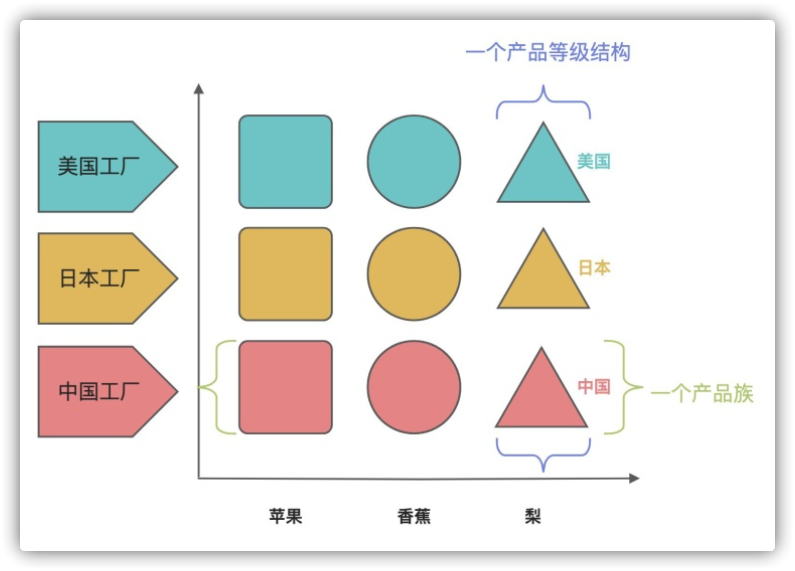 一个产品等级结构
美国工厂
美国
日本工厂
日本
中国工厂
中国
一个产品族
苹果
香蕉
梨